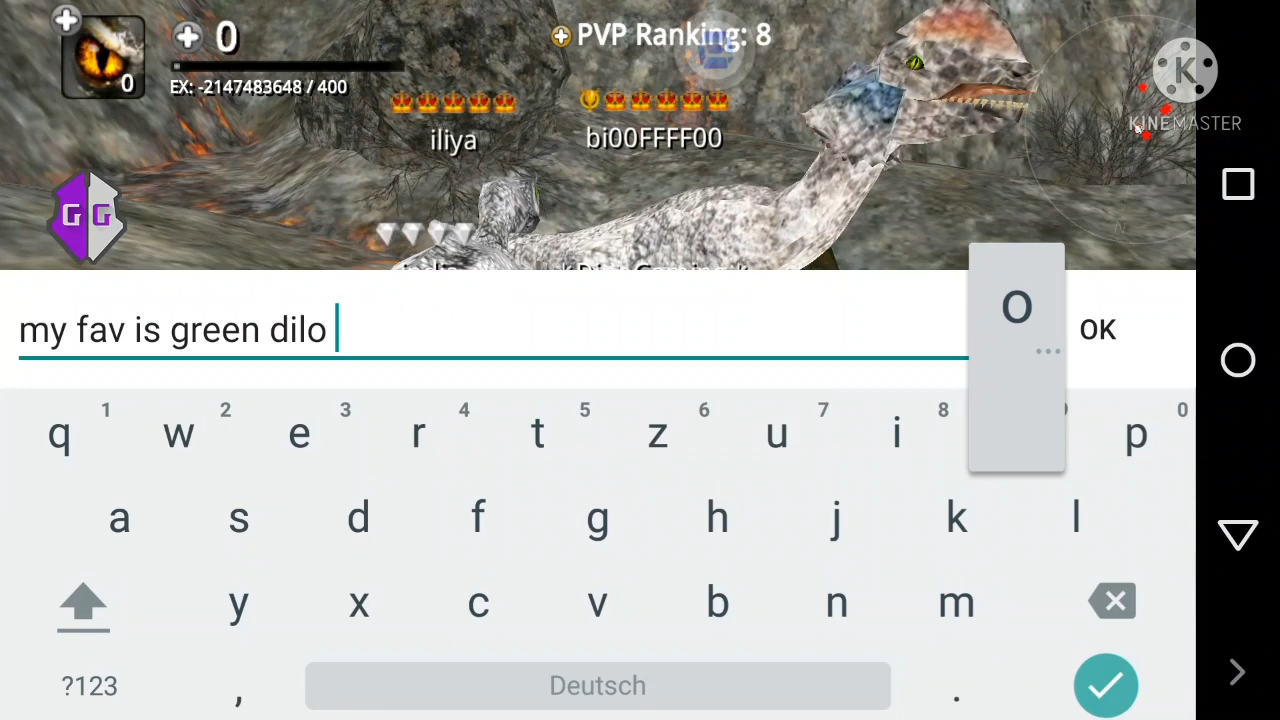 0
PVP Ranking: 8
0
EX: -2147483648 / 400
K
KINEMASTER
iliya
bi00FFFF00
G G
N
my fav is green dilo
o
OK
1 2 3 4 5 6 7 8 0
q w e r t z u i p
a s d f g h j k l
y x c v b n m
?123 , Deutsch .